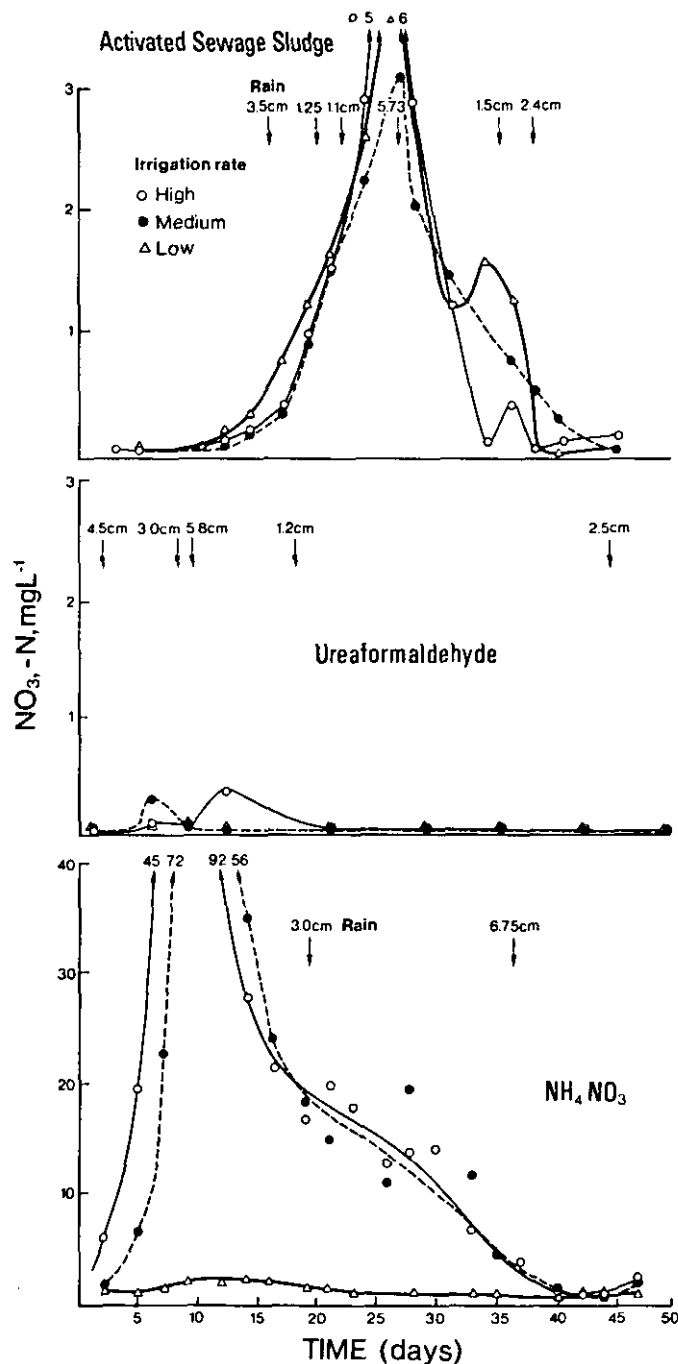 5 6
Activated Sewage Sludge
3
Rain
3.5cm 1.25 1.1cm 5.73 1.5cm 2.4cm
Irrigation rate
High
2
Medium
Low
1
3
4.5cm 3.0cm 5.8cm 1.2cm 2.5cm
2
Ureaformaldehyde
1
NO3,-N,mgL-1
40
45 72 92 56
3.0cm Rain 6.75cm
30
20
NH4NO3
10
5 10 15 20 25 30 35 40 45 50
TIME (days)